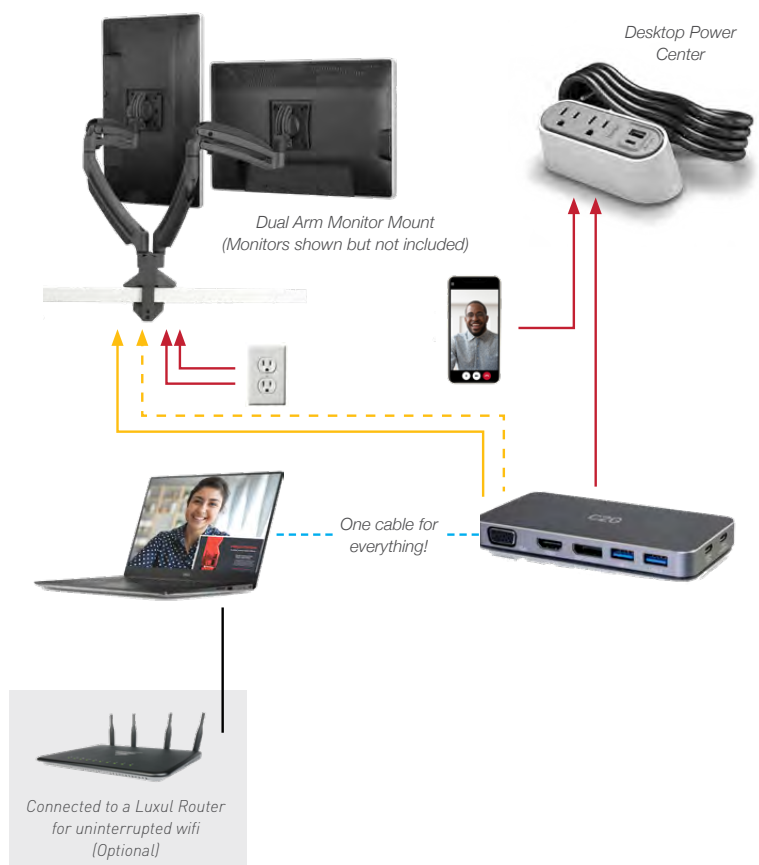 Desktop Power
Center
Dual Arm Monitor Mount
(Monitors shown but not included)
C2G
One cable for
everything!
Connected to a Luxul Router
for uninterrupted wifi
(Optional)